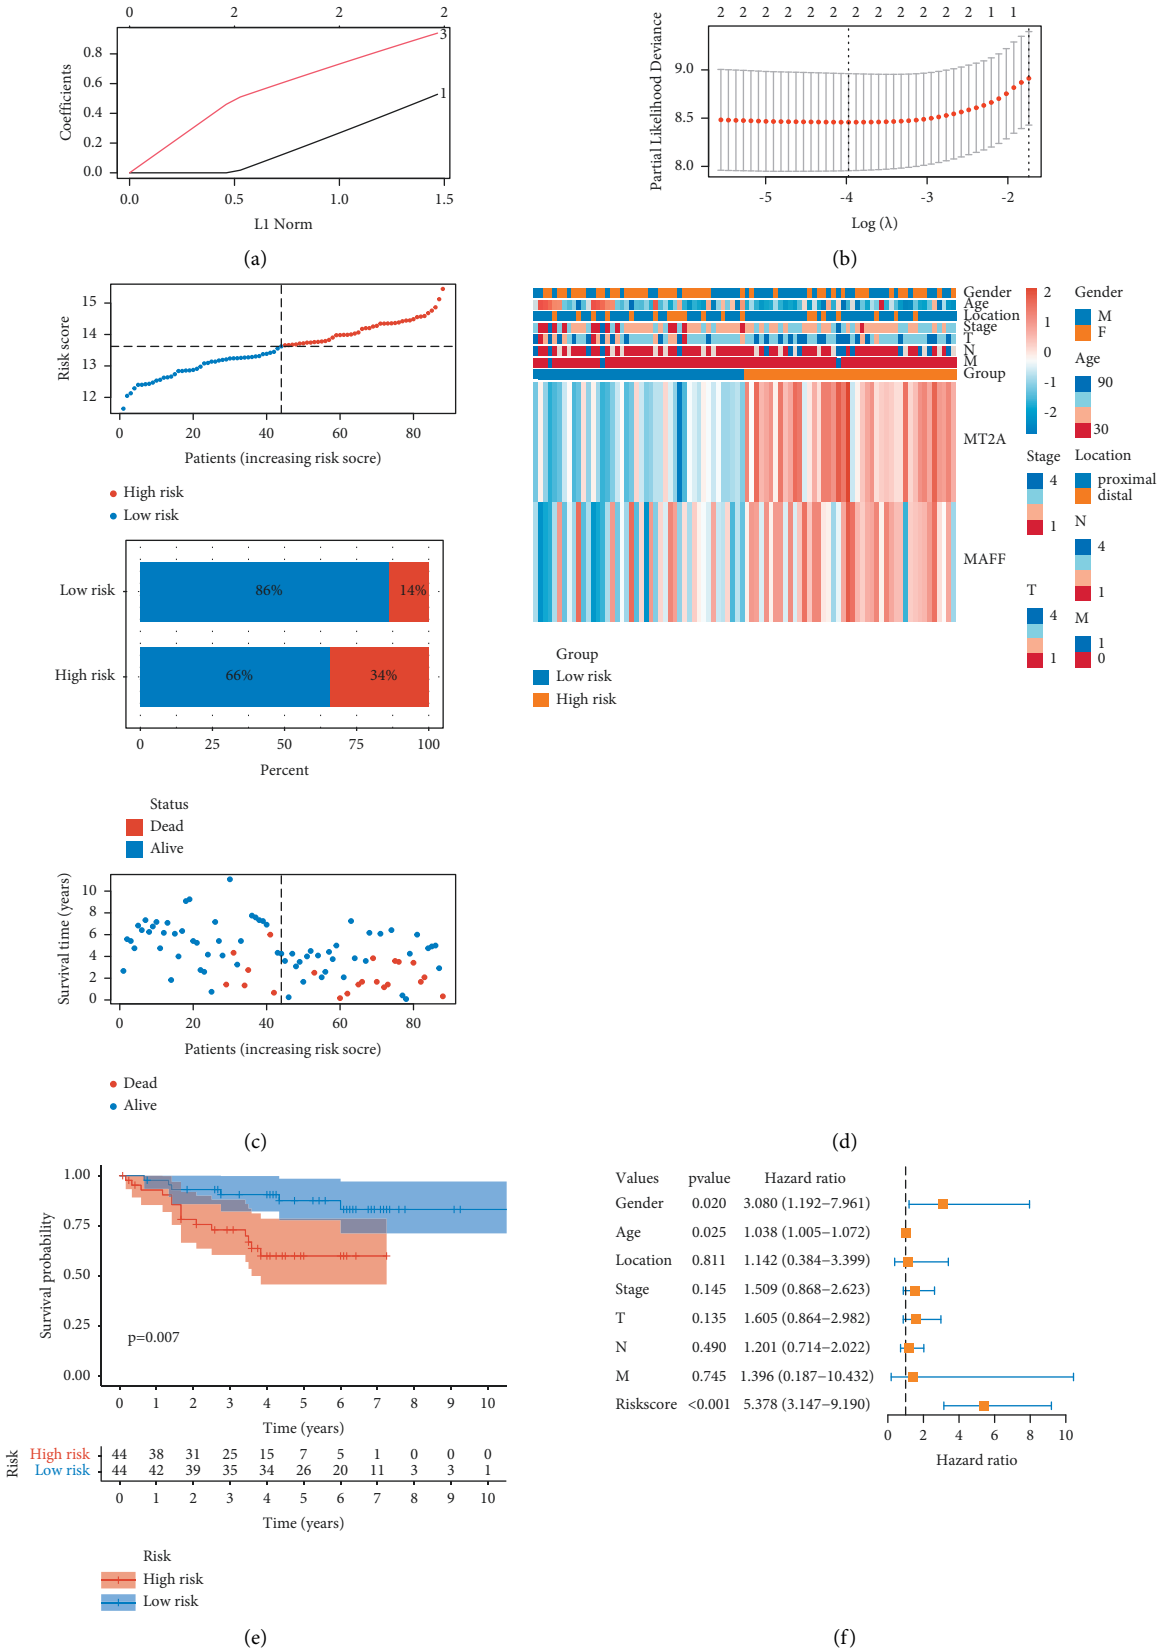 0 2 2 2
Coefficients
0.8
0.6
0.4
0.2
0.0
3
1
0.0 0.5 1.0 1.5
L1 Norm
(a)
2 2 2 2 2 2 2 2 2 2 2 2 1 1
Partial Likelihood Deviance
9.0
8.5
8.0
-5 -4 -3 -2
Log (λ)
(b)
Risk score
15
14
13
12
0 20 40 60 80
Patients (increasing risk socre)
High risk
Low risk
Low risk 86% 14%
High risk 66% 34%
0 25 50 75 100
Percent
Status
Dead
Alive
Survival time (years)
10
8
6
4
2
0
0 20 40 60 80
Patients (increasing risk socre)
Dead
Alive
(c)
Gender
Age
Location
Stage
T
N
M
Group
MT2A
MAFF
Group
Low risk
High risk
2
1
0
-1
-2
Stage
4
1
T
4
1
Gender
M
F
Age
90
30
Location
proximal
distal
N
4
1
M
1
0
(d)
Survival probability
1.00
0.75
0.50
0.25
0.00
p=0.007
0 1 2 3 4 5 6 7 8 9 10
Time (years)
Risk
High risk 44 38 31 25 15 7 5 1 0 0 0
Low risk 44 42 39 35 34 26 20 11 3 3 1
0 1 2 3 4 5 6 7 8 9 10
Time (years)
Risk
High risk
Low risk
(e)
Values pvalue Hazard ratio
Gender 0.020 3.080 (1.192–7.961)
Age 0.025 1.038 (1.005–1.072)
Location 0.811 1.142 (0.384–3.399)
Stage 0.145 1.509 (0.868–2.623)
T 0.135 1.605 (0.864–2.982)
N 0.490 1.201 (0.714–2.022)
M 0.745 1.396 (0.187–10.432)
Riskscore <0.001 5.378 (3.147–9.190)
0 2 4 6 8 10
Hazard ratio
(f)